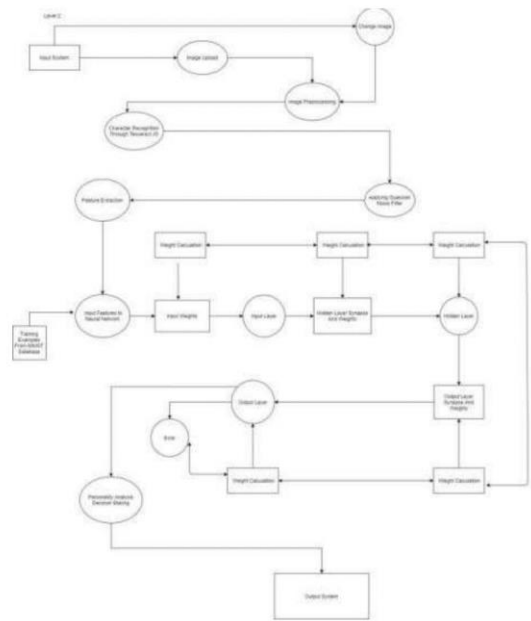 Level 2
Change Image
Input System
Image Upload
Image Preprocessing
Character Recognition
Through
Applying Gaussian
Noise Filter
Feature Extraction
Weight Calculation
Weight Calculation
Weight Calculation
Input Features to
Neural Network
Input Weights
Input Layer
Hidden Layer Synapse
And Weights
Hidden Layer
Training
Examples
From MNIST
Database
Output Layer
Output Layer
Synapse And
Weights
Error
Weight Calculation
Weight Calculation
Personality Analysis
Decision Making
Output System